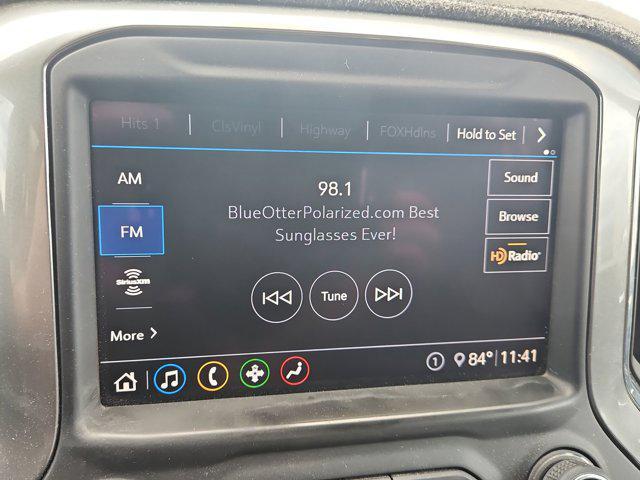 Hits 1 ClsVinyl Highway FOXHdlns Hold to Set
AM
98.1
Sound
BlueOtterPolarized.com Best
Sunglasses Ever!
FM
Browse
HD Radio
SiriusXM
Tune
More
1 84° 11:41